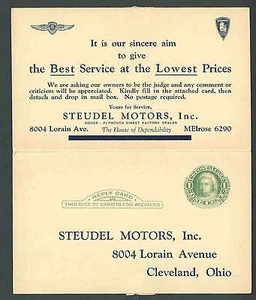 It is our sincere aim
to give
the Best Service at the Lowest Prices
We are asking our owners to be the judge and any comment or
criticism will be appreciated. Kindly fill in the attached card, then
detach and drop in mail box. No postage required.
Yours for Service,
STEUDEL MOTORS, Inc.
DODGE - PLYMOUTH DIRECT FACTORY DEALER
8004 Lorain Ave. The House of Dependability MElrose 6290
REPLY CARD
THIS SIDE OF CARD IS FOR ADDRESS
STEUDEL MOTORS, Inc.
8004 Lorain Avenue
Cleveland, Ohio